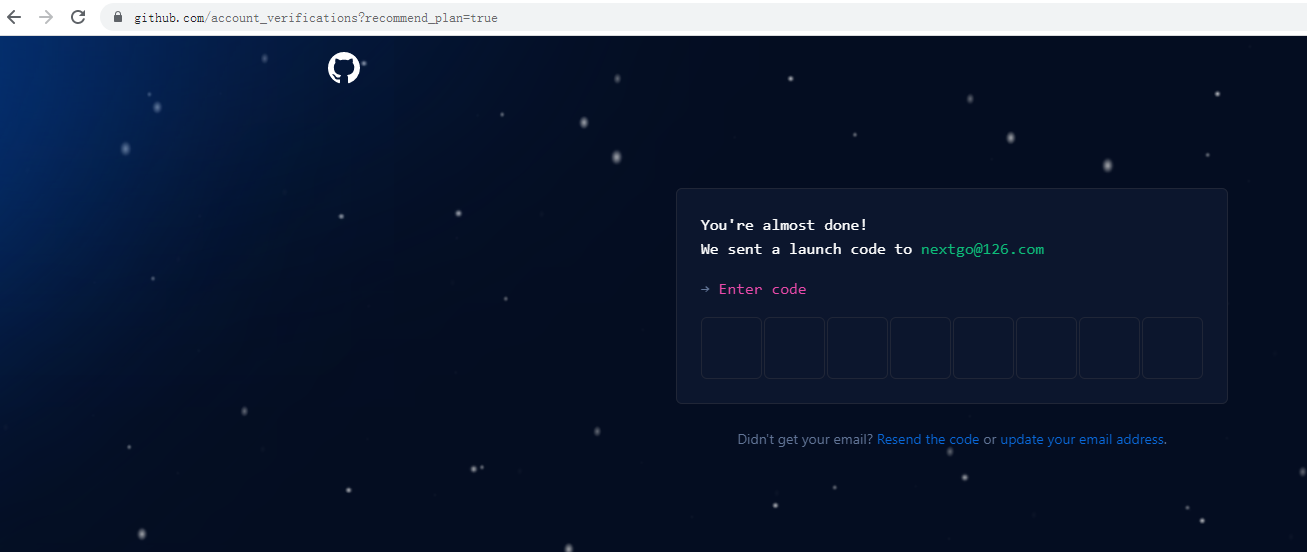 github.com/account_verifications?recommend_plan=true
You're almost done!
We sent a launch code to nextgo@126.com
→ Enter code
Didn't get your email? Resend the code or update your email address.